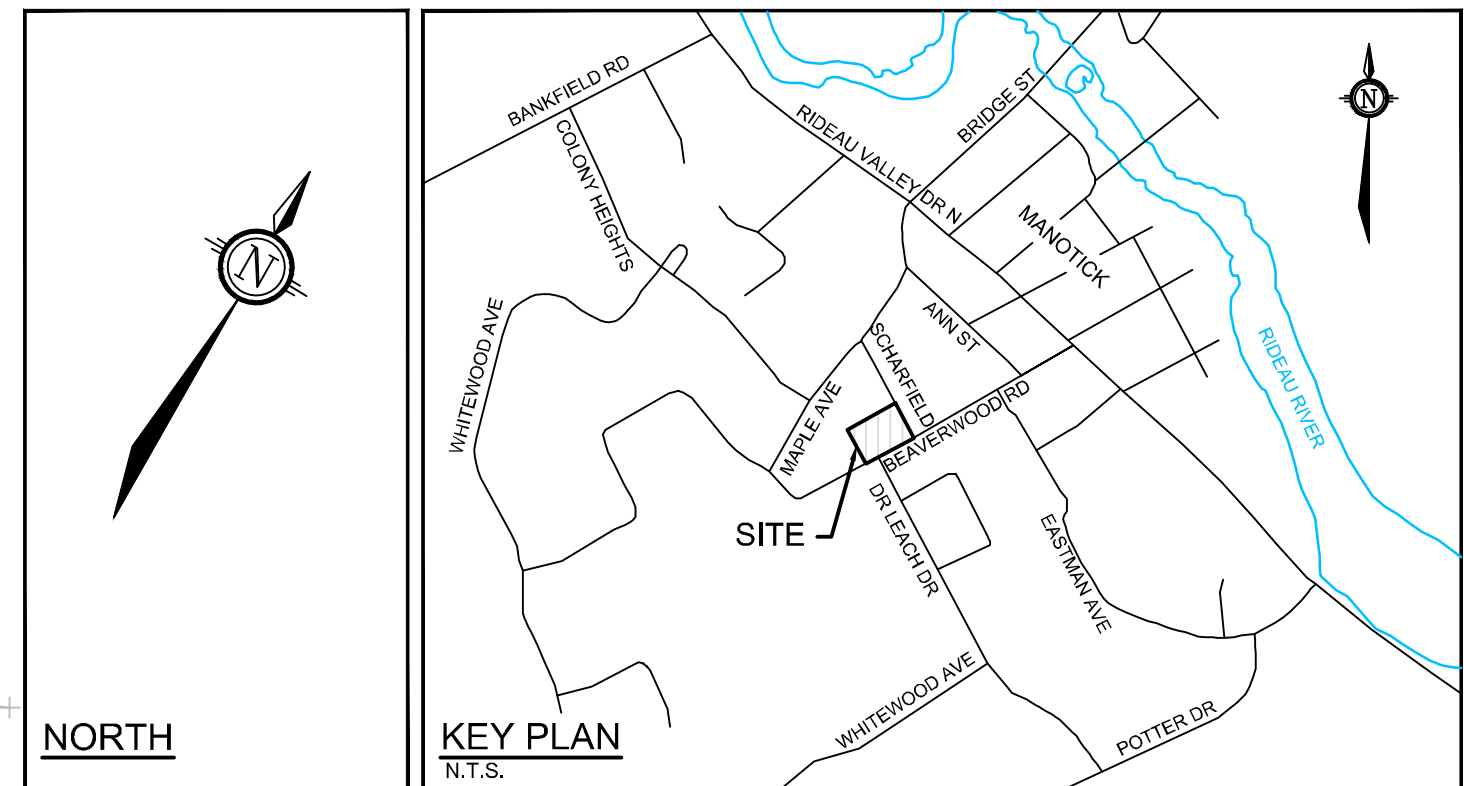 N
NORTH
BANKFIELD RD
COLONY HEIGHTS
RIDEAU VALLEY DR N
BRIDGE ST
N
MANOTICK
WHITEWOOD AVE
ANN ST
SCHARFIELD
MAPLE AVE
BEAVERWOOD RD
RIDEAU RIVER
SITE
DR LEACH DR
EASTMAN AVE
WHITEWOOD AVE
POTTER DR
KEY PLAN
N.T.S.